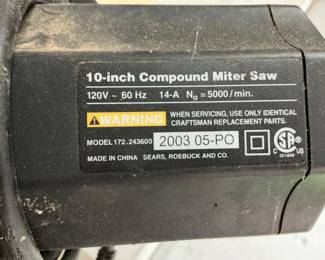 10-inch Compound Miter Saw
120V ~ 60 Hz 14-A N₀ = 5000/min.
WARNING WHEN SERVICING, USE ONLY IDENTICAL
CRAFTSMAN REPLACEMENT PARTS.
MODEL 172.243600 2003 05-PO
MADE IN CHINA SEARS, ROEBUCK AND CO.
C US